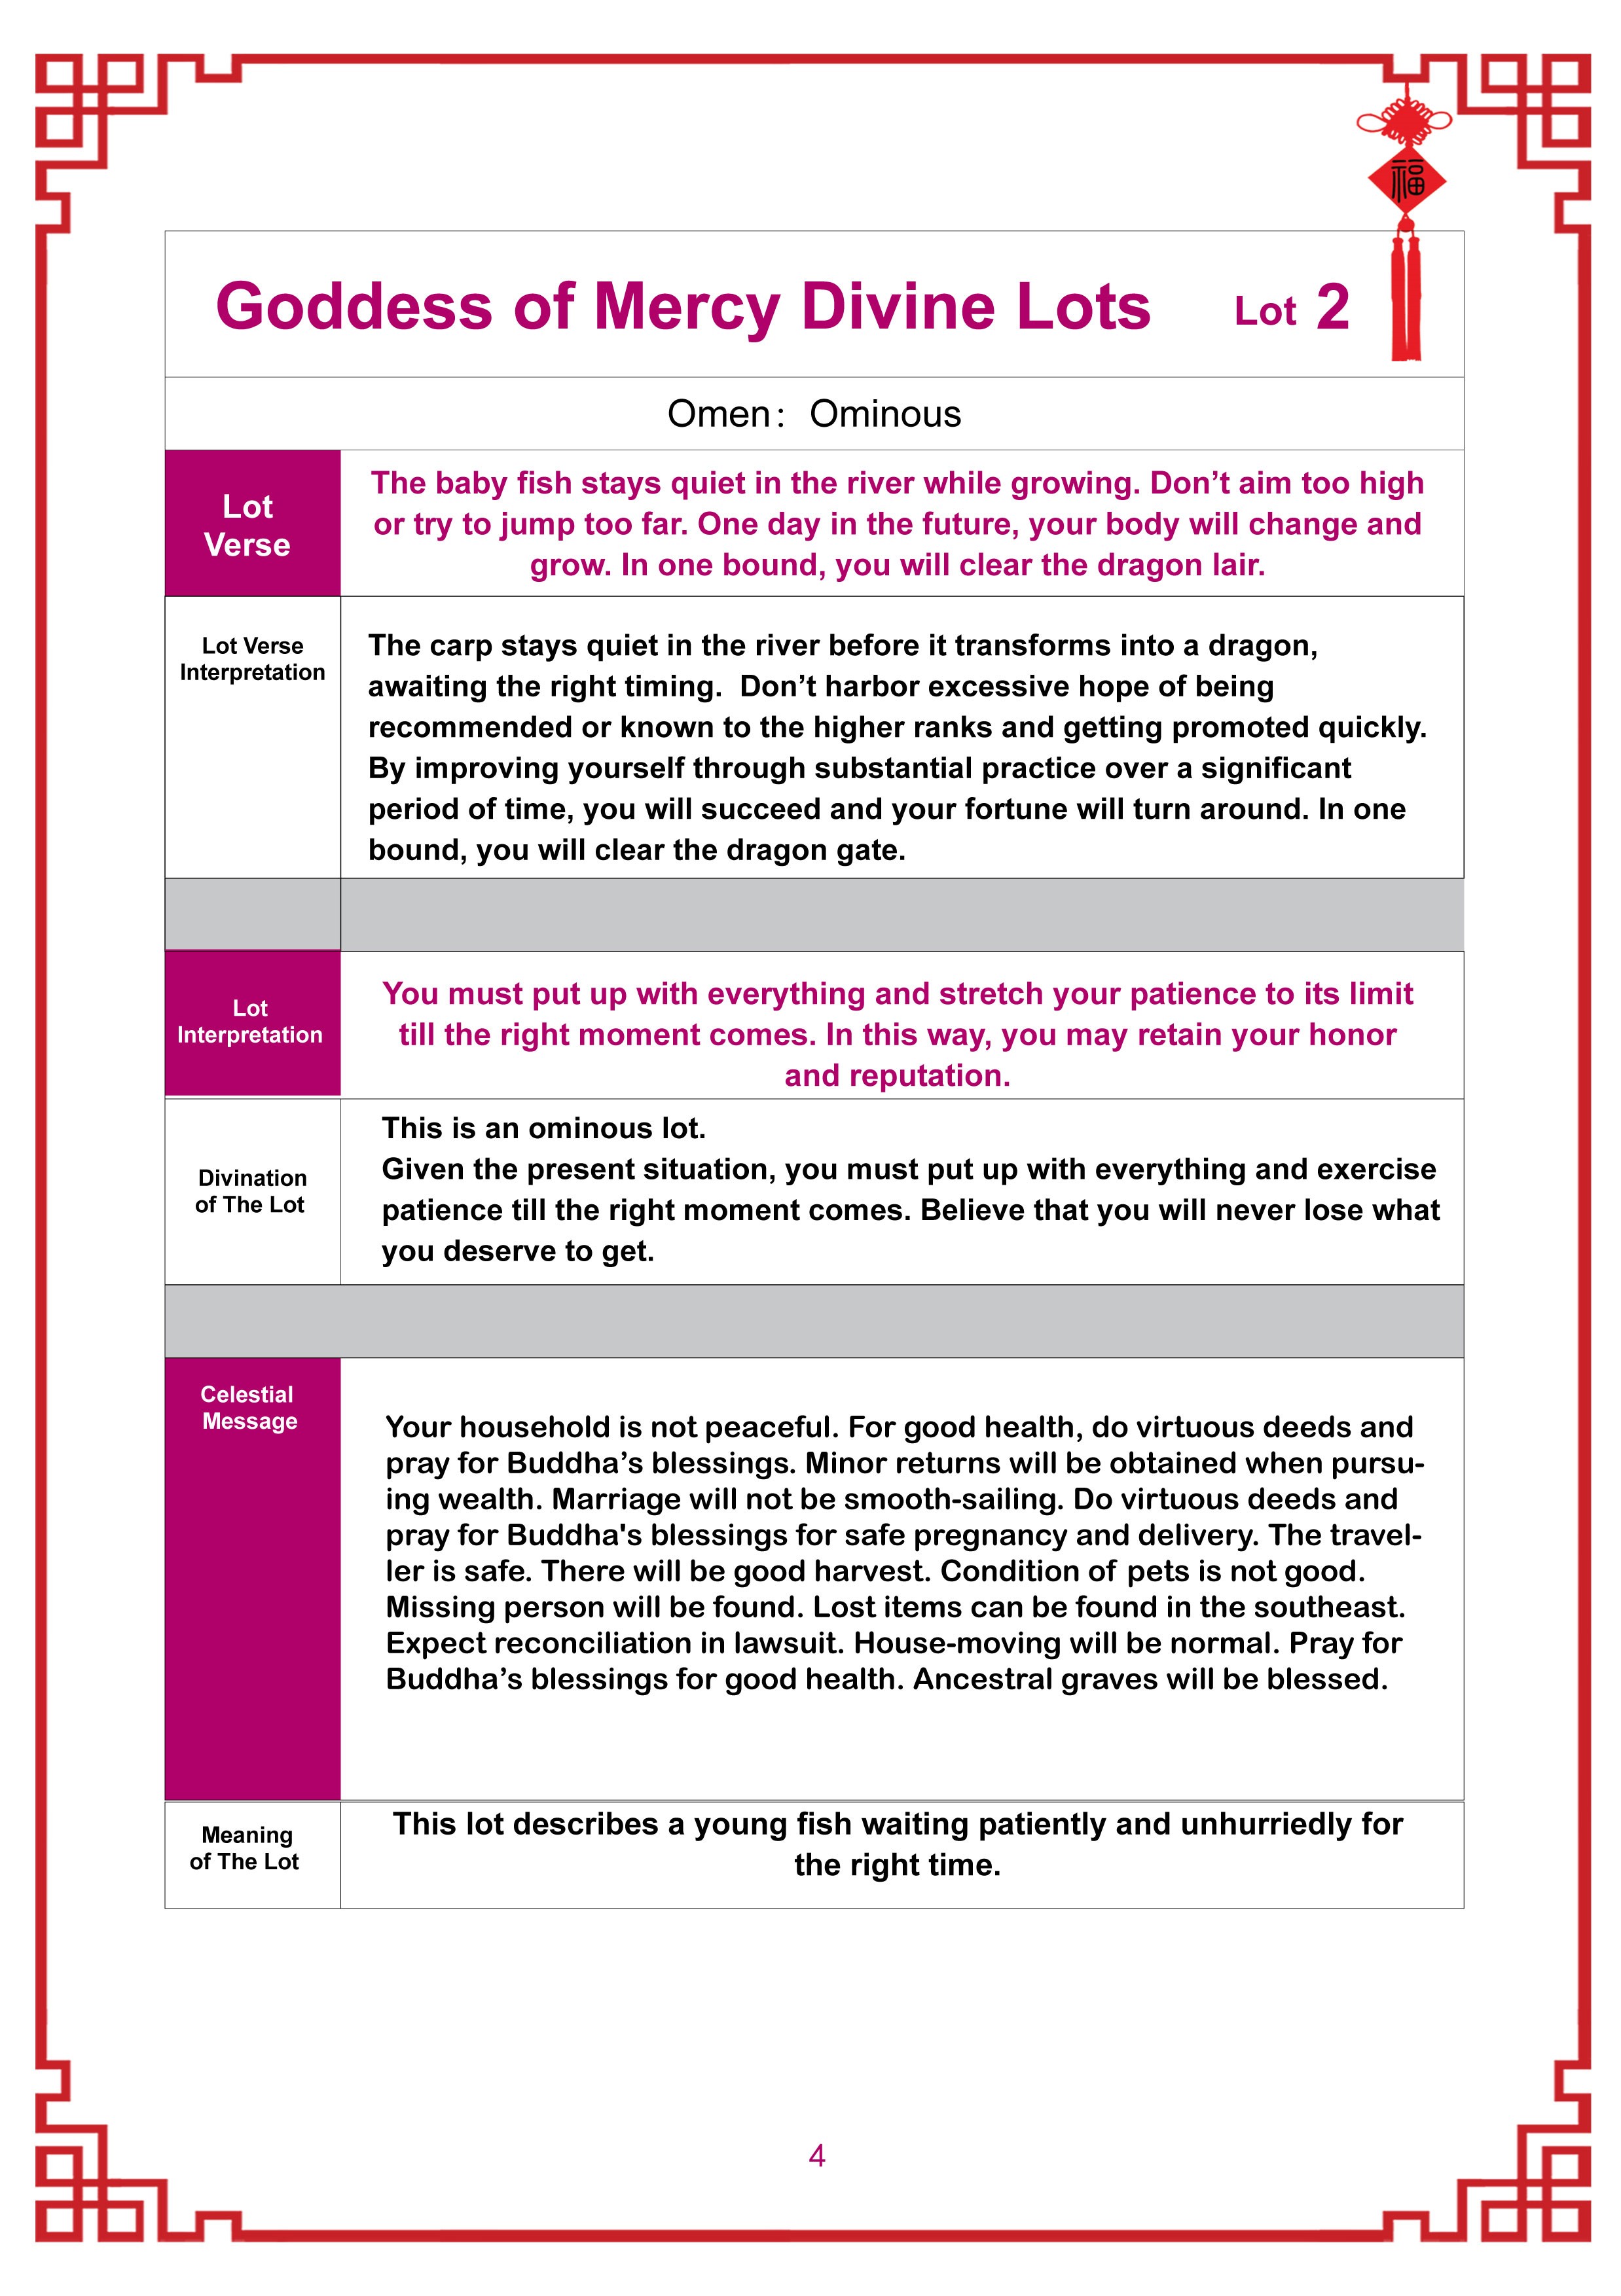 福
Goddess of Mercy Divine Lots Lot 2
Omen： Ominous
Lot
Verse
The baby fish stays quiet in the river while growing. Don’t aim too high
or try to jump too far. One day in the future, your body will change and
grow. In one bound, you will clear the dragon lair.
Lot Verse
Interpretation
The carp stays quiet in the river before it transforms into a dragon,
awaiting the right timing.  Don’t harbor excessive hope of being
recommended or known to the higher ranks and getting promoted quickly.
By improving yourself through substantial practice over a significant
period of time, you will succeed and your fortune will turn around. In one
bound, you will clear the dragon gate.
Lot
Interpretation
You must put up with everything and stretch your patience to its limit
till the right moment comes. In this way, you may retain your honor
and reputation.
Divination
of The Lot
This is an ominous lot.
Given the present situation, you must put up with everything and exercise
patience till the right moment comes. Believe that you will never lose what
you deserve to get.
Celestial
Message
Your household is not peaceful. For good health, do virtuous deeds and
pray for Buddha’s blessings. Minor returns will be obtained when pursu-
ing wealth. Marriage will not be smooth-sailing. Do virtuous deeds and
pray for Buddha's blessings for safe pregnancy and delivery. The travel-
ler is safe. There will be good harvest. Condition of pets is not good.
Missing person will be found. Lost items can be found in the southeast.
Expect reconciliation in lawsuit. House-moving will be normal. Pray for
Buddha’s blessings for good health. Ancestral graves will be blessed.
Meaning
of The Lot
This lot describes a young fish waiting patiently and unhurriedly for
the right time.
4